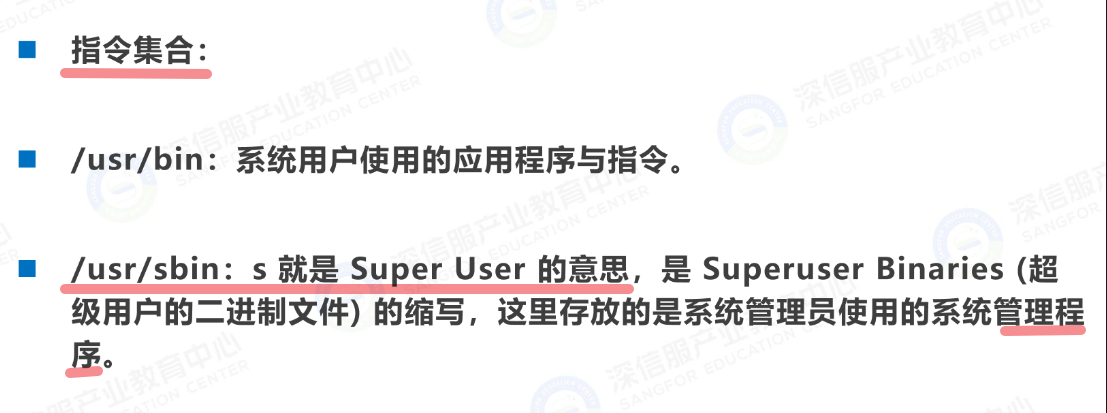 指令集合：
/usr/bin：系统用户使用的应用程序与指令。
/usr/sbin：s 就是 Super User 的意思，是 Superuser Binaries (超
级用户的二进制文件) 的缩写，这里存放的是系统管理员使用的系统管理程
序。
深信服产业教育中心
SANGFOR EDUCATION CENTER